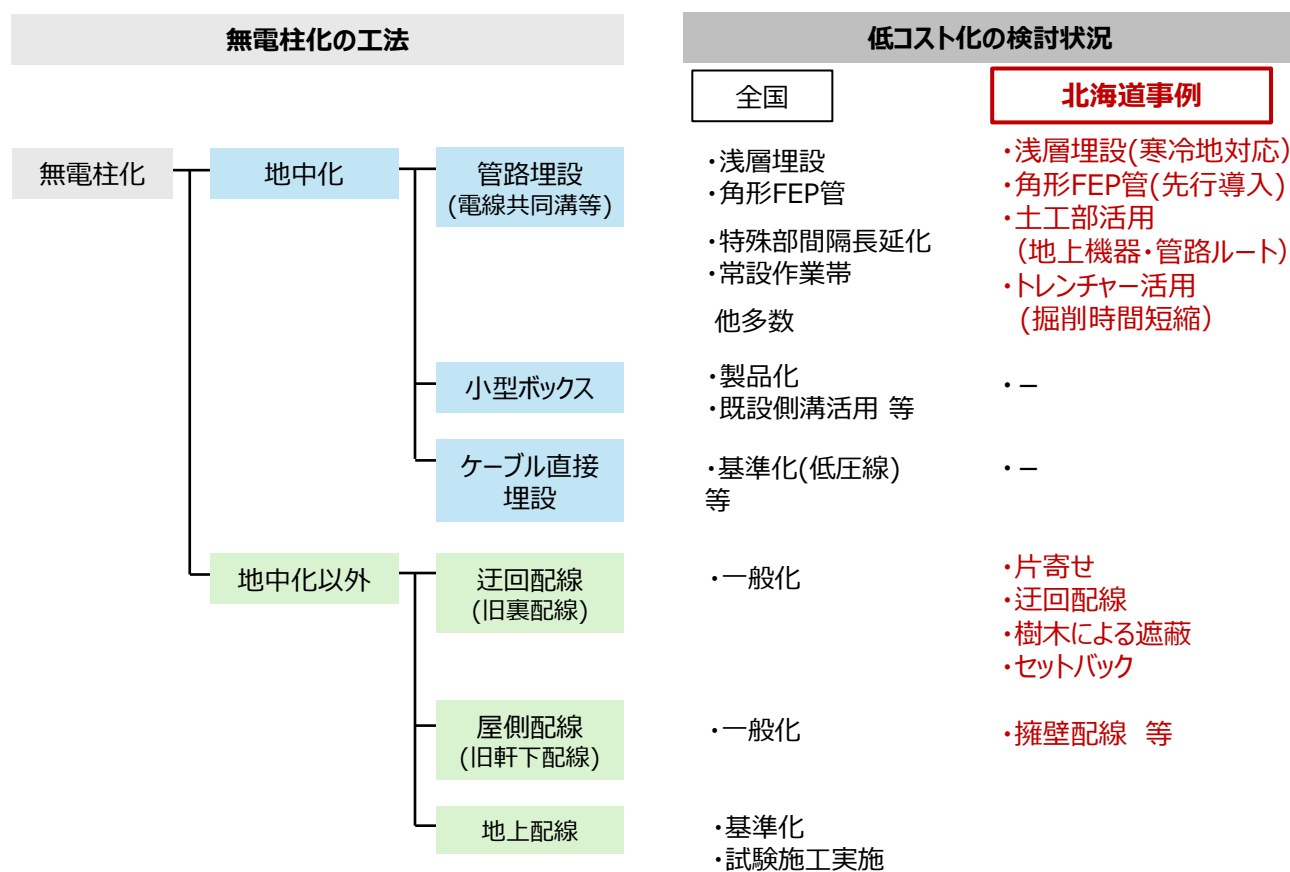 無電柱化の工法
低コスト化の検討状況
全国
北海道事例
無電柱化
地中化
管路埋設
(電線共同溝等)
・浅層埋設
・角形FEP管
・特殊部間隔長延化
・常設作業帯
他多数
・浅層埋設(寒冷地対応)
・角形FEP管(先行導入)
・土工部活用
（地上機器・管路ルート)
・トレンチャー活用
(掘削時間短縮）
小型ボックス
・製品化
・既設側溝活用 等
・－
ケーブル直接
埋設
・基準化(低圧線)
等
・－
地中化以外
迂回配線
(旧裏配線)
・一般化
・片寄せ
・迂回配線
・樹木による遮蔽
・セットバック
屋側配線
(旧軒下配線)
・一般化
・擁壁配線 等
地上配線
・基準化
・試験施工実施